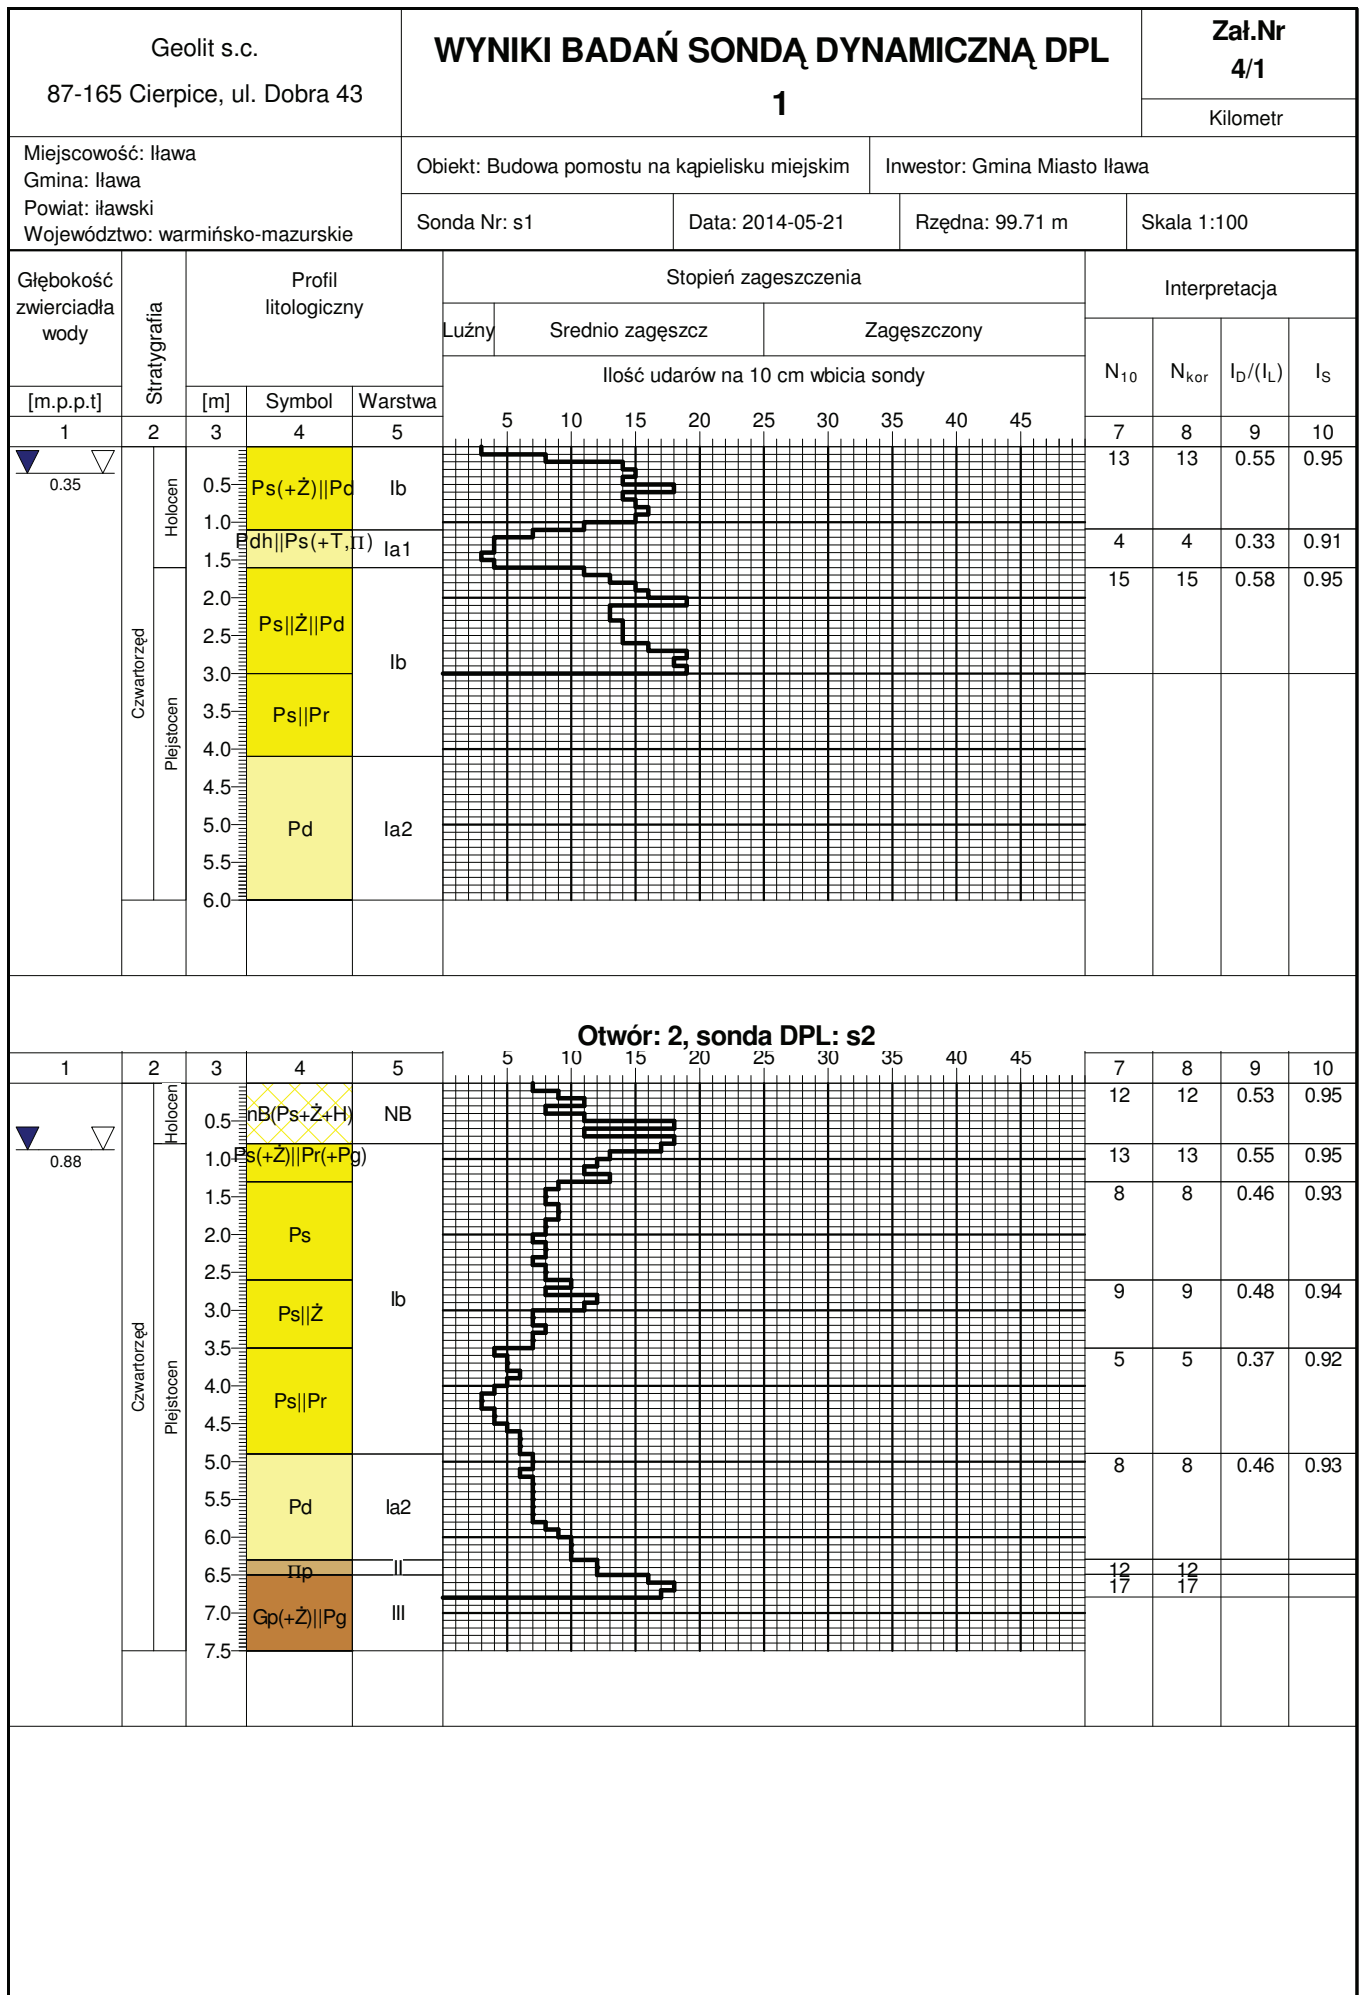 Geolit s.c.
87-165 Cierpice, ul. Dobra 43
WYNIKI BADAŃ SONDĄ DYNAMICZNĄ DPL
1
Zał.Nr
4/1
Kilometr
Miejscowość: Iława
Gmina: Iława
Powiat: iławski
Województwo: warmińsko-mazurskie
Obiekt: Budowa pomostu na kąpielisku miejskim
Inwestor: Gmina Miasto Iława
Sonda Nr: s1
Data: 2014-05-21
Rzędna: 99.71 m
Skala 1:100
Głębokość zwierciadła wody
[m.p.p.t]
Stratygrafia
Profil litologiczny
[m] Symbol Warstwa
Stopień zageszczenia
Luźny Srednio zagęszcz Zagęszczony
Ilość udarów na 10 cm wbicia sondy
Interpretacja
N10 Nkor ID/(IL) IS
5 10 15 20 25 30 35 40 45
1 2 3 4 5 7 8 9 10
0.35
Czwartorzęd
Holocen
Plejstocen
0.5
1.0
1.5
2.0
2.5
3.0
3.5
4.0
4.5
5.0
5.5
6.0
Ps(+Ż)||Pd Ib 13 13 0.55 0.95
Pdh||Ps(+T,Π) Ia1 4 4 0.33 0.91
Ps||Ż||Pd Ib 15 15 0.58 0.95
Ps||Pr
Pd Ia2
Otwór: 2, sonda DPL: s2
5 10 15 20 25 30 35 40 45
1 2 3 4 5 7 8 9 10
0.88
Czwartorzęd
Holocen
Plejstocen
0.5
1.0
1.5
2.0
2.5
3.0
3.5
4.0
4.5
5.0
5.5
6.0
6.5
7.0
7.5
nB(Ps+Ż+H) NB 12 12 0.53 0.95
Ps(+Ż)||Pr(+Pg) 13 13 0.55 0.95
Ps 8 8 0.46 0.93
Ps||Ż Ib 9 9 0.48 0.94
Ps||Pr 5 5 0.37 0.92
Pd Ia2 8 8 0.46 0.93
Πp II 12 12
Gp(+Ż)||Pg III 17 17